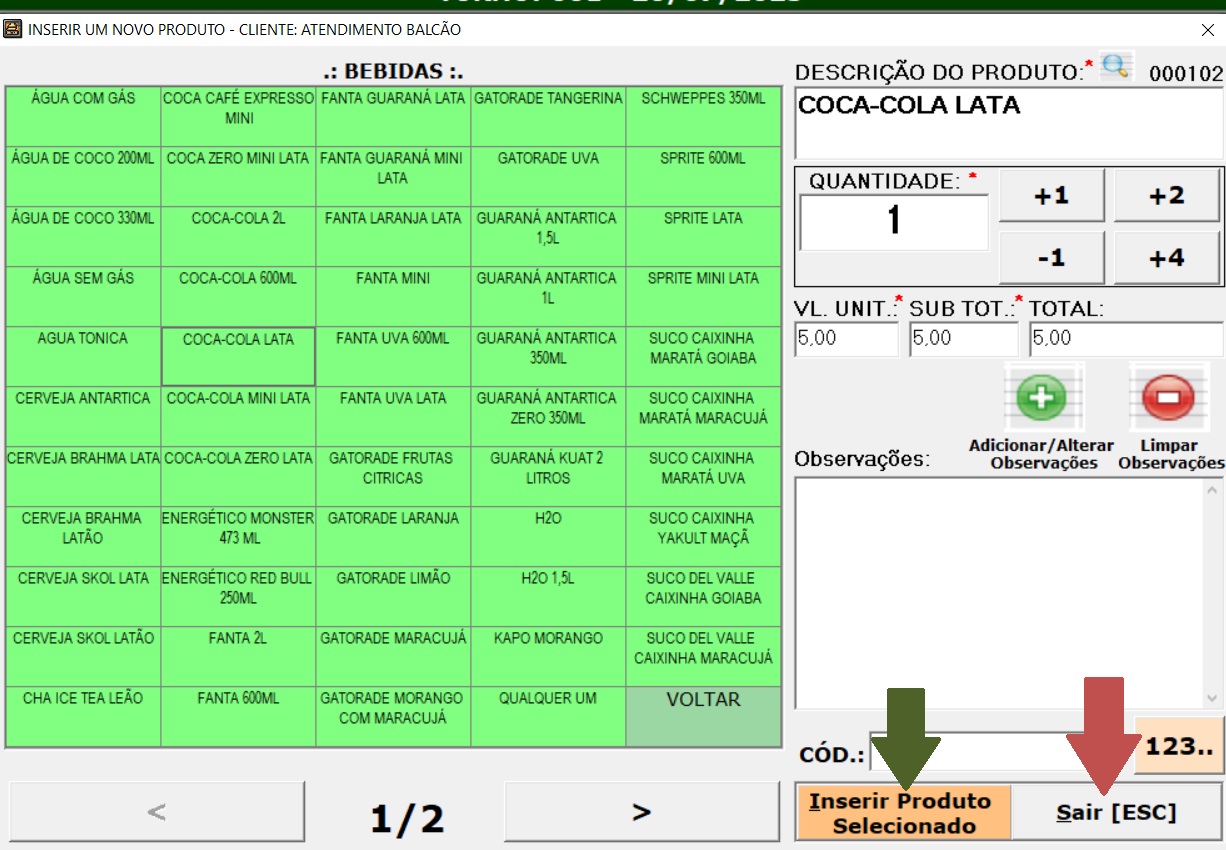 INSERIR UM NOVO PRODUTO - CLIENTE: ATENDIMENTO BALCÃO
.: BEBIDAS :.
ÁGUA COM GÁS
COCA CAFÉ EXPRESSO
MINI
FANTA GUARANÁ LATA
GATORADE TANGERINA
SCHWEPPES 350ML
ÁGUA DE COCO 200ML
COCA ZERO MINI LATA
FANTA GUARANÁ MINI
LATA
GATORADE UVA
SPRITE 600ML
ÁGUA DE COCO 330ML
COCA-COLA 2L
FANTA LARANJA LATA
GUARANÁ ANTARTICA
1,5L
SPRITE LATA
ÁGUA SEM GÁS
COCA-COLA 600ML
FANTA MINI
GUARANÁ ANTARTICA
1L
SPRITE MINI LATA
AGUA TONICA
COCA-COLA LATA
FANTA UVA 600ML
GUARANÁ ANTARTICA
350ML
SUCO CAIXINHA
MARATÁ GOIABA
CERVEJA ANTARTICA
COCA-COLA MINI LATA
FANTA UVA LATA
GUARANÁ ANTARTICA
ZERO 350ML
SUCO CAIXINHA
MARATÁ MARACUJÁ
CERVEJA BRAHMA LATA
COCA-COLA ZERO LATA
GATORADE FRUTAS
CITRICAS
GUARANÁ KUAT 2
LITROS
SUCO CAIXINHA
MARATÁ UVA
CERVEJA BRAHMA
LATÃO
ENERGÉTICO MONSTER
473 ML
GATORADE LARANJA
H2O
SUCO CAIXINHA
YAKULT MAÇÃ
CERVEJA SKOL LATA
ENERGÉTICO RED BULL
250ML
GATORADE LIMÃO
H2O 1,5L
SUCO DEL VALLE
CAIXINHA GOIABA
CERVEJA SKOL LATÃO
FANTA 2L
GATORADE MARACUJÁ
KAPO MORANGO
SUCO DEL VALLE
CAIXINHA MARACUJÁ
CHA ICE TEA LEÃO
FANTA 600ML
GATORADE MORANGO
COM MARACUJÁ
QUALQUER UM
VOLTAR
<
1/2
>
DESCRIÇÃO DO PRODUTO:*
000102
COCA-COLA LATA
QUANTIDADE: *
1
+1
+2
-1
+4
VL. UNIT.:* SUB TOT.:* TOTAL:
5,00
5,00
5,00
Adicionar/Alterar
Observações
Limpar
Observações
Observações:
CÓD.:
123..
Inserir Produto
Selecionado
Sair [ESC]